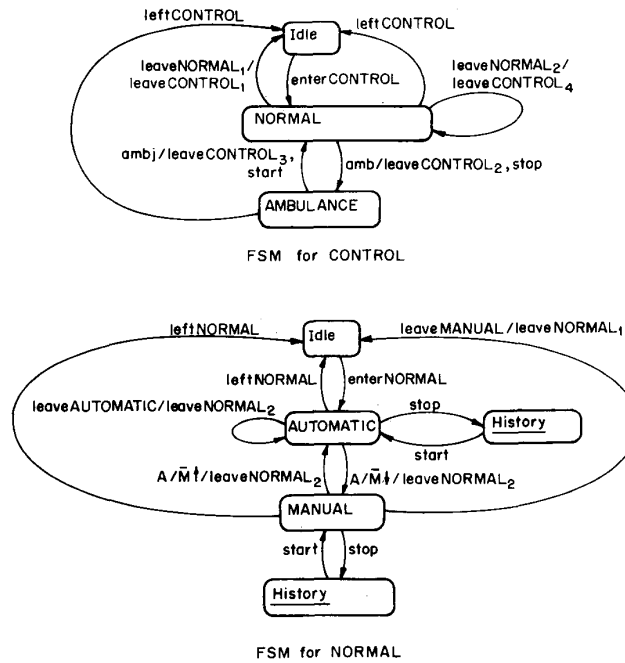 leftCONTROL
leftCONTROL
Idle
leaveNORMAL₁/
leaveCONTROL₁
enterCONTROL
leaveNORMAL₂/
leaveCONTROL₄
NORMAL
ambj/leaveCONTROL₃,
start
amb/leaveCONTROL₂, stop
AMBULANCE
FSM for CONTROL
leftNORMAL
leaveMANUAL/leaveNORMAL₁
Idle
leftNORMAL
enterNORMAL
leaveAUTOMATIC/leaveNORMAL₂
stop
AUTOMATIC
History
start
A/M̄↑/leaveNORMAL₂
A/M̄↓/leaveNORMAL₂
MANUAL
start
stop
History
FSM for NORMAL